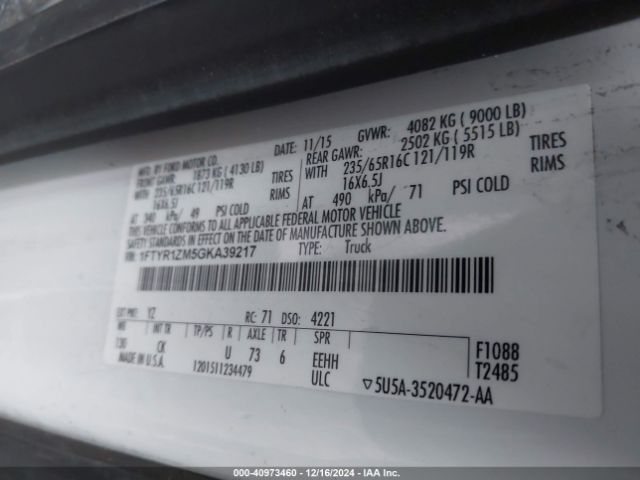 MFD. BY FORD MOTOR CO.
DATE: 11/15 GVWR: 4082 KG ( 9000 LB)
FRONT GAWR: 1873 KG ( 4130 LB)
REAR GAWR: 2502 KG ( 5515 LB)
WITH 235/65R16C 121/119R TIRES
WITH 235/65R16C 121/119R TIRES
16X6.5J RIMS
16X6.5J RIMS
AT 340 kPa/ 49 PSI COLD
AT 490 kPa/ 71 PSI COLD
THIS VEHICLE CONFORMS TO ALL APPLICABLE FEDERAL MOTOR VEHICLE
SAFETY STANDARDS IN EFFECT ON THE DATE OF MANUFACTURE SHOWN ABOVE.
VIN: 1FTYR1ZM5GKA39217
TYPE: Truck
EXT PNT: YZ RC: 71 DSO: 4221
WB INT TR TP/PS R AXLE TR SPR
130 CK U 73 6 EEHH
F1088
T2485
MADE IN U.S.A. 1201511234479 ULC ▽5U5A-3520472-AA
000-40973460 - 12/16/2024 - IAA Inc.